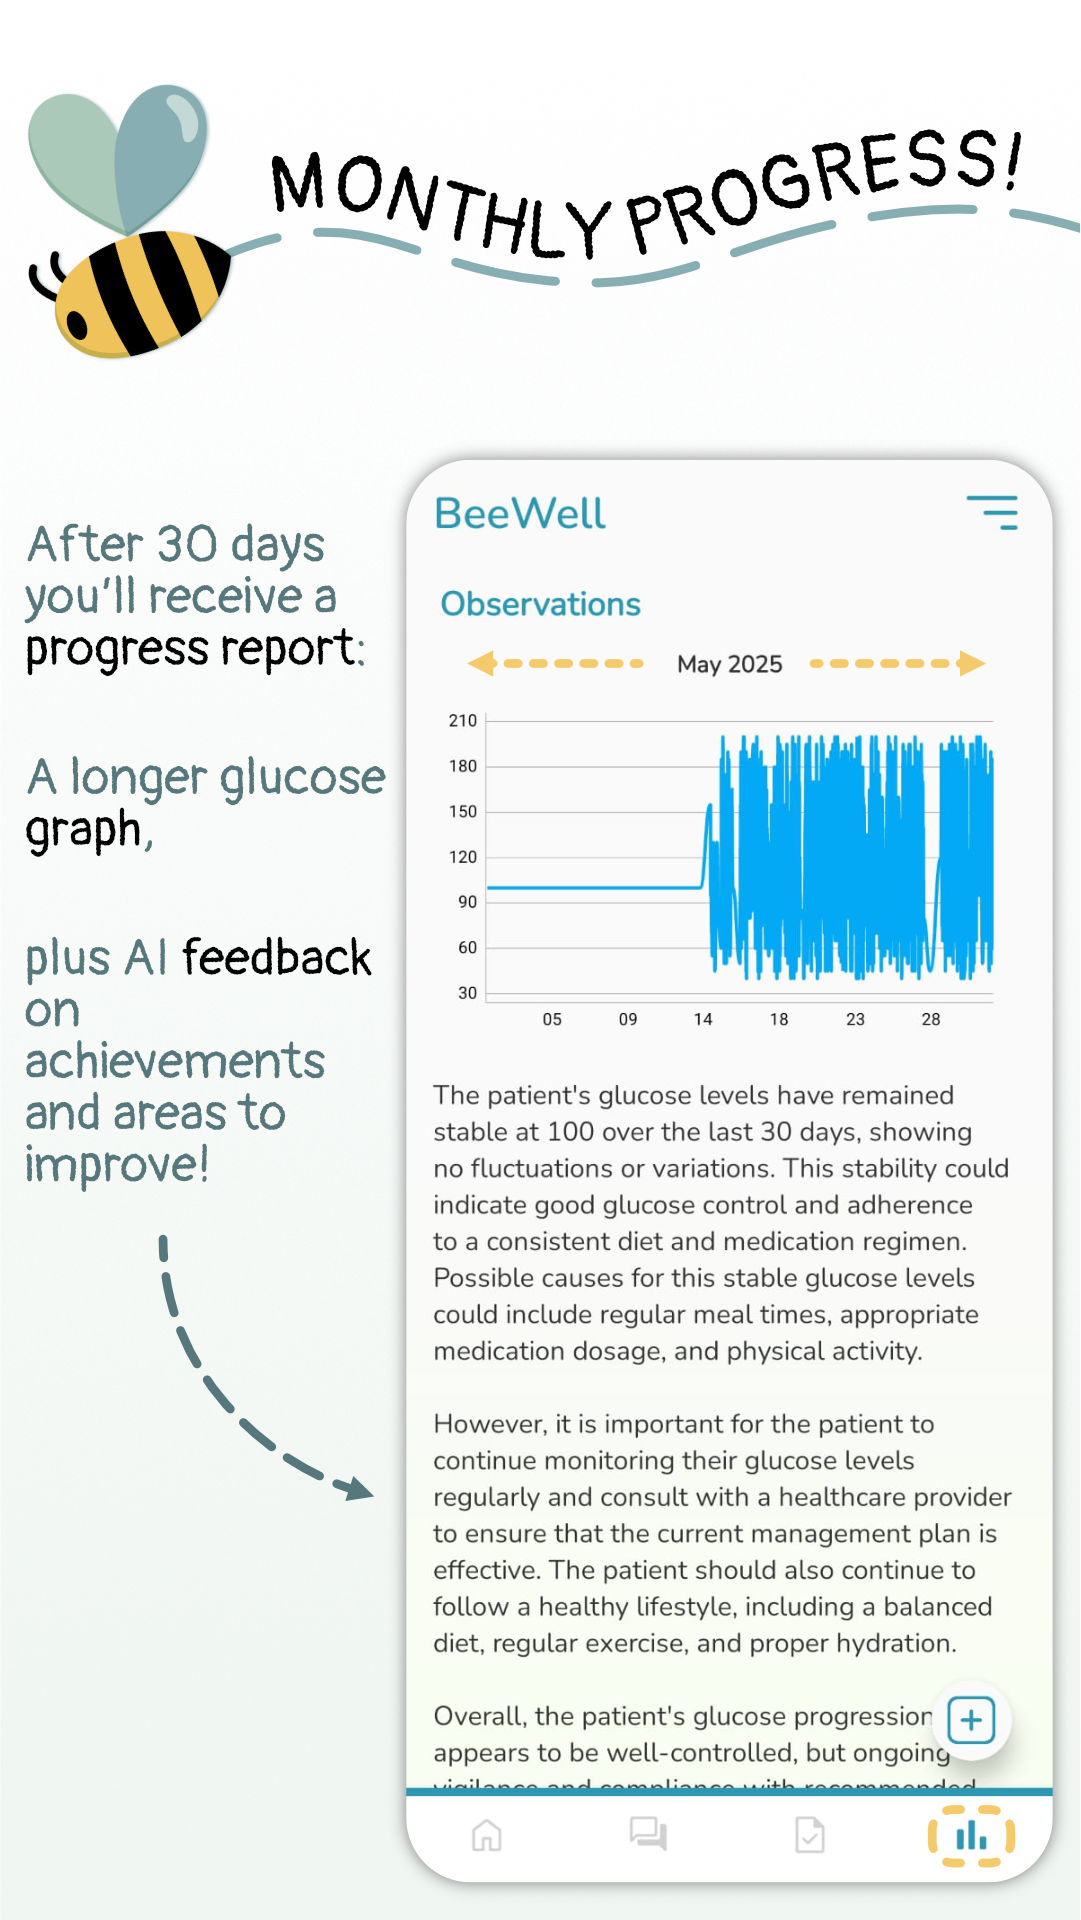 MONTHLY PROGRESS!
After 30 days
you'll receive a
progress report:
A longer glucose
graph,
plus AI feedback
on
achievements
and areas to
improve!
BeeWell
Observations
May 2025
210
180
150
120
90
60
30
05 09 14 18 23 28
The patient's glucose levels have remained
stable at 100 over the last 30 days, showing
no fluctuations or variations. This stability could
indicate good glucose control and adherence
to a consistent diet and medication regimen.
Possible causes for this stable glucose levels
could include regular meal times, appropriate
medication dosage, and physical activity.
However, it is important for the patient to
continue monitoring their glucose levels
regularly and consult with a healthcare provider
to ensure that the current management plan is
effective. The patient should also continue to
follow a healthy lifestyle, including a balanced
diet, regular exercise, and proper hydration.
Overall, the patient's glucose progression
appears to be well-controlled, but ongoing
vigilance and compliance with recommended